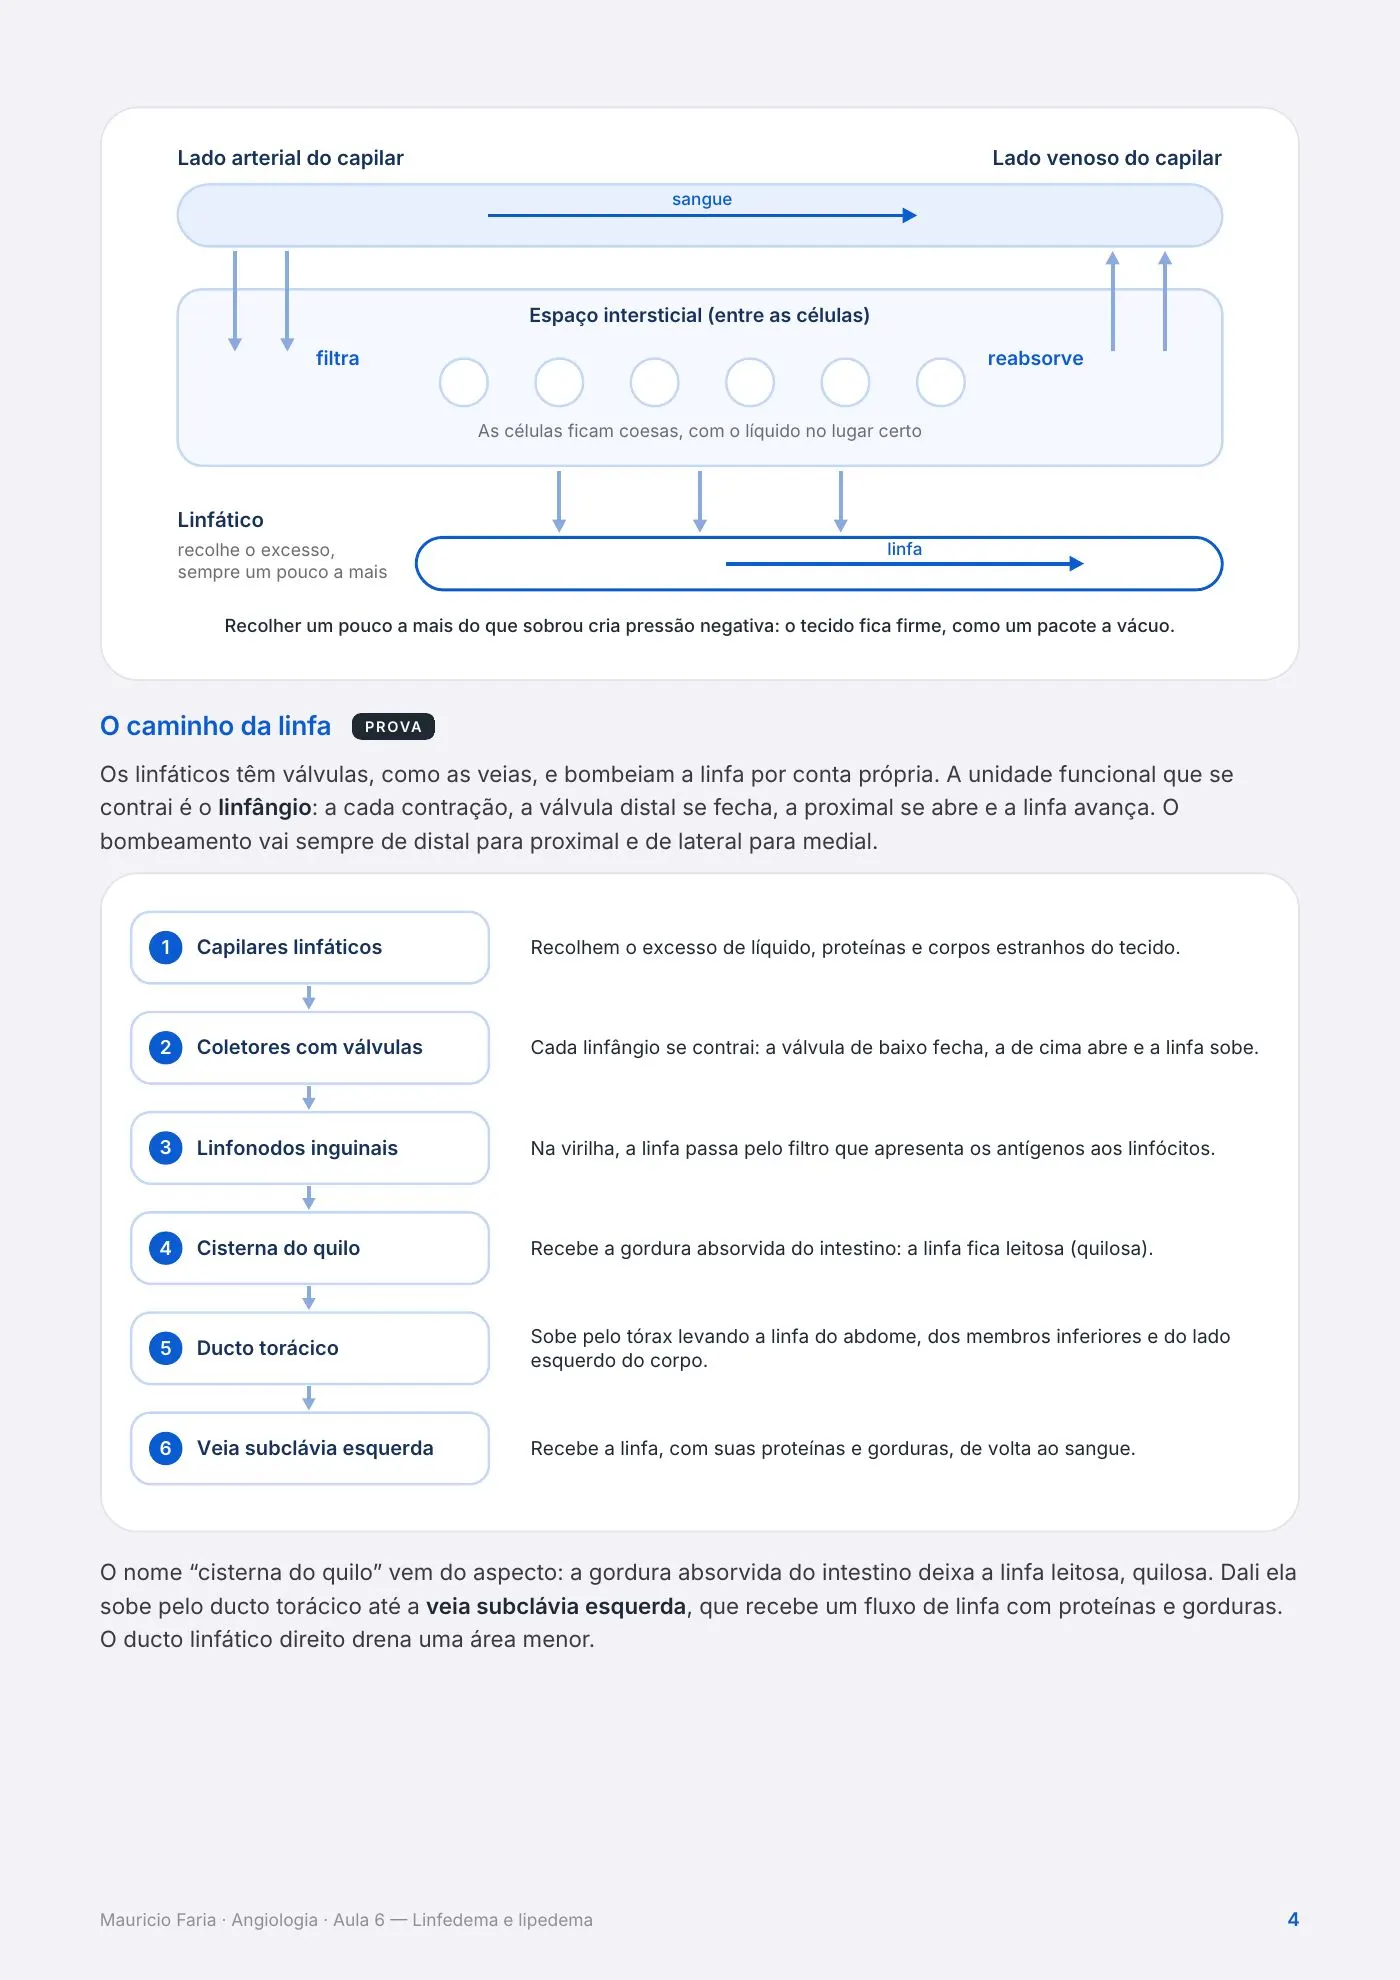 Lado arterial do capilar
Lado venoso do capilar
sangue
Espaço intersticial (entre as células)
filtra
reabsorve
As células ficam coesas, com o líquido no lugar certo
Linfático
recolhe o excesso,
sempre um pouco a mais
linfa
Recolher um pouco a mais do que sobrou cria pressão negativa: o tecido fica firme, como um pacote a vácuo.
O caminho da linfa PROVA
Os linfáticos têm válvulas, como as veias, e bombeiam a linfa por conta própria. A unidade funcional que se
contrai é o linfângio: a cada contração, a válvula distal se fecha, a proximal se abre e a linfa avança. O
bombeamento vai sempre de distal para proximal e de lateral para medial.
1 Capilares linfáticos
Recolhem o excesso de líquido, proteínas e corpos estranhos do tecido.
2 Coletores com válvulas
Cada linfângio se contrai: a válvula de baixo fecha, a de cima abre e a linfa sobe.
3 Linfonodos inguinais
Na virilha, a linfa passa pelo filtro que apresenta os antígenos aos linfócitos.
4 Cisterna do quilo
Recebe a gordura absorvida do intestino: a linfa fica leitosa (quilosa).
5 Ducto torácico
Sobe pelo tórax levando a linfa do abdome, dos membros inferiores e do lado
esquerdo do corpo.
6 Veia subclávia esquerda
Recebe a linfa, com suas proteínas e gorduras, de volta ao sangue.
O nome “cisterna do quilo” vem do aspecto: a gordura absorvida do intestino deixa a linfa leitosa, quilosa. Dali ela
sobe pelo ducto torácico até a veia subclávia esquerda, que recebe um fluxo de linfa com proteínas e gorduras.
O ducto linfático direito drena uma área menor.
Mauricio Faria · Angiologia · Aula 6 — Linfedema e lipedema
4